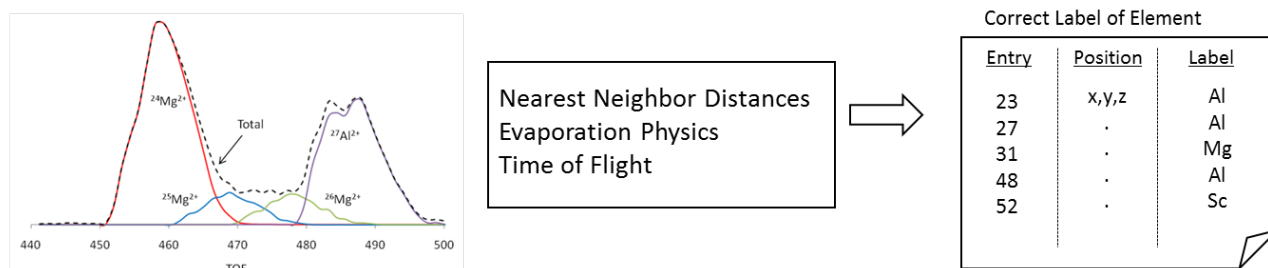 ²⁴Mg²⁺
Total
²⁷Al²⁺
²⁵Mg²⁺
²⁶Mg²⁺
440 450 460 470 480 490 500
Nearest Neighbor Distances
Evaporation Physics
Time of Flight
Correct Label of Element
Entry Position Label
23 x,y,z Al
27 . Al
31 . Mg
48 . Al
52 . Sc